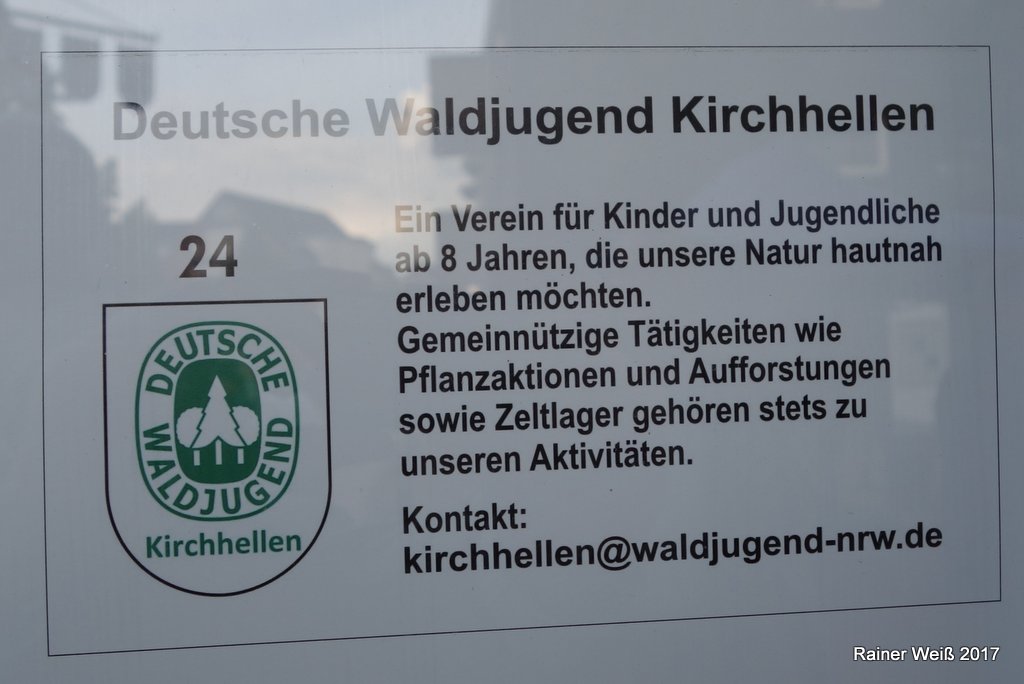 Deutsche Waldjugend Kirchhellen
24
DEUTSCHE
WALDJUGEND
Kirchhellen
Ein Verein für Kinder und Jugendliche
ab 8 Jahren, die unsere Natur hautnah
erleben möchten.
Gemeinnützige Tätigkeiten wie
Pflanzaktionen und Aufforstungen
sowie Zeltlager gehören stets zu
unseren Aktivitäten.
Kontakt:
kirchhellen@waldjugend-nrw.de
Rainer Weiß 2017